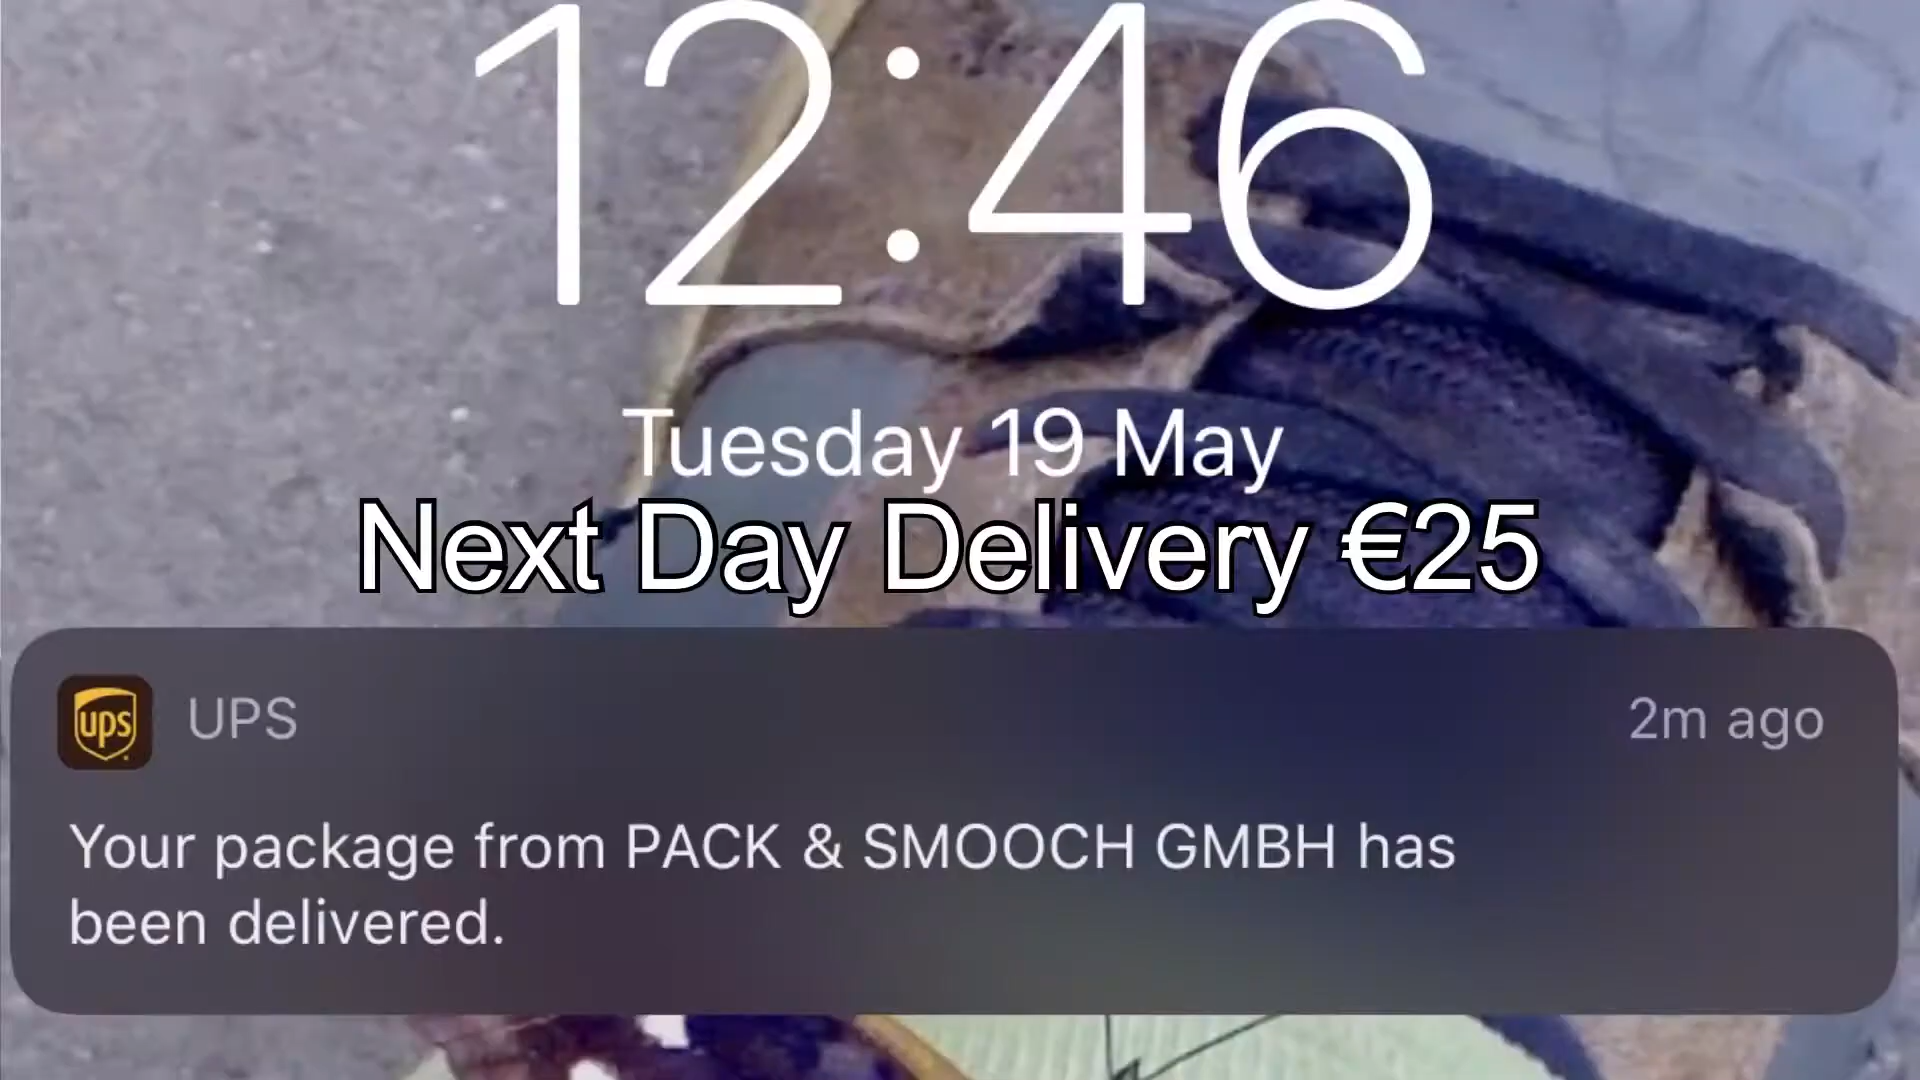 12:46
Tuesday 19 May
Next Day Delivery €25
ups
UPS
2m ago
Your package from PACK & SMOOCH GMBH has
been delivered.